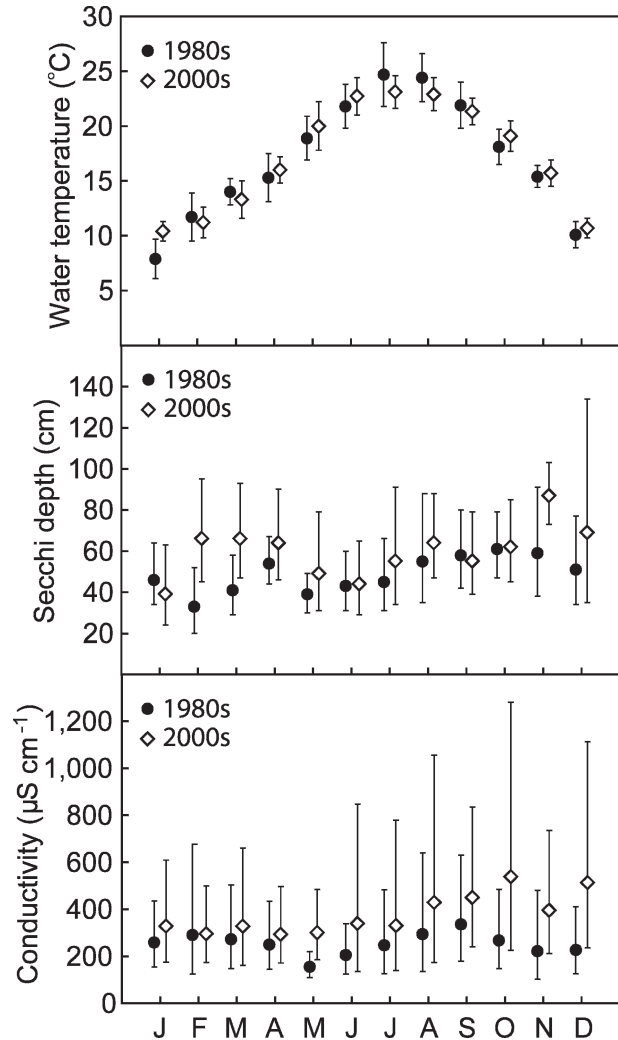 30
25
20
15
10
5
Water temperature (°C)
1980s
2000s
140
120
100
80
60
40
20
Secchi depth (cm)
1980s
2000s
1,200
1,000
800
600
400
200
0
Conductivity (µS cm⁻¹)
1980s
2000s
J F M A M J J A S O N D